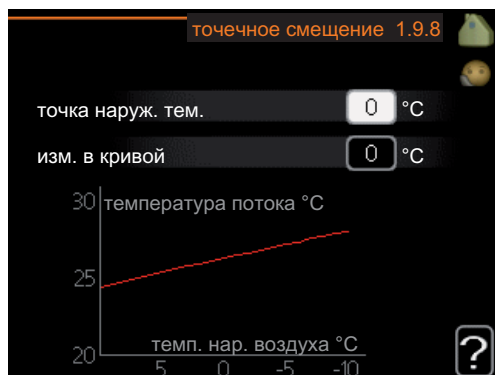 точечное смещение 1.9.8
точка наруж. тем. 0 °C
изм. в кривой 0 °C
30 температура потока °C
25
20 темп. нар. воздуха °C
5 0 -5 -10
?